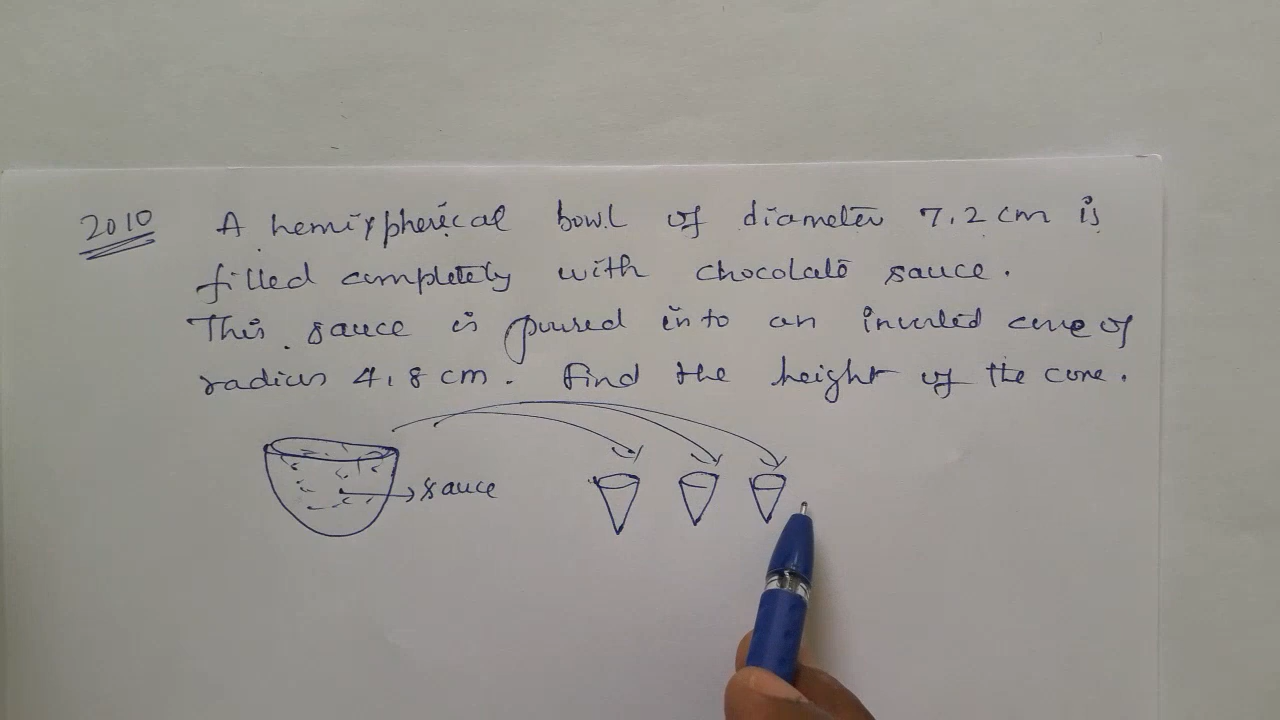 2010 A hemispherical bowl of diameter 7.2 cm is
filled completely with chocolate sauce.
This sauce is poured into an inverted cone of
radius 4.8 cm. Find the height of the cone.
sauce